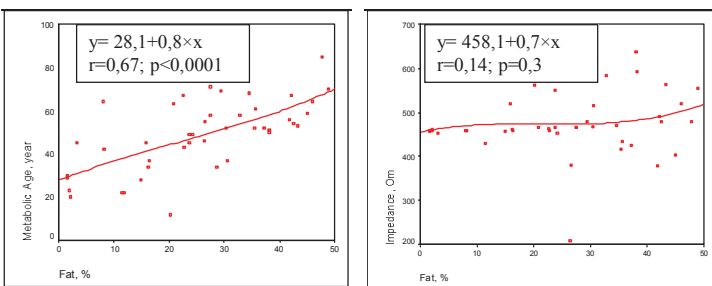 y= 28,1+0,8×x
r=0,67; p<0,0001
100
80
60
40
20
0
Metabolic Age, year
0 10 20 30 40 50
Fat, %
y= 458,1+0,7×x
r=0,14; p=0,3
700
600
500
400
300
200
Impedance, Om
0 10 20 30 40 50
Fat, %